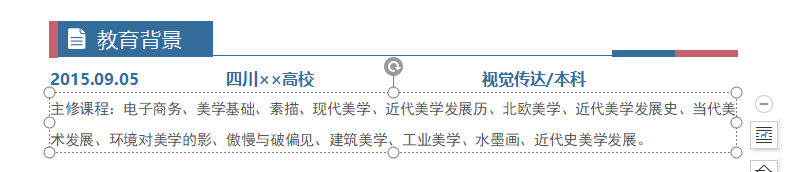 教育背景
2015.09.05 四川××高校 视觉传达/本科
主修课程：电子商务、美学基础、素描、现代美学、近代美学发展历、北欧美学、近代美学发展史、当代美
术发展、环境对美学的影、傲慢与破偏见、建筑美学、工业美学、水墨画、近代史美学发展。